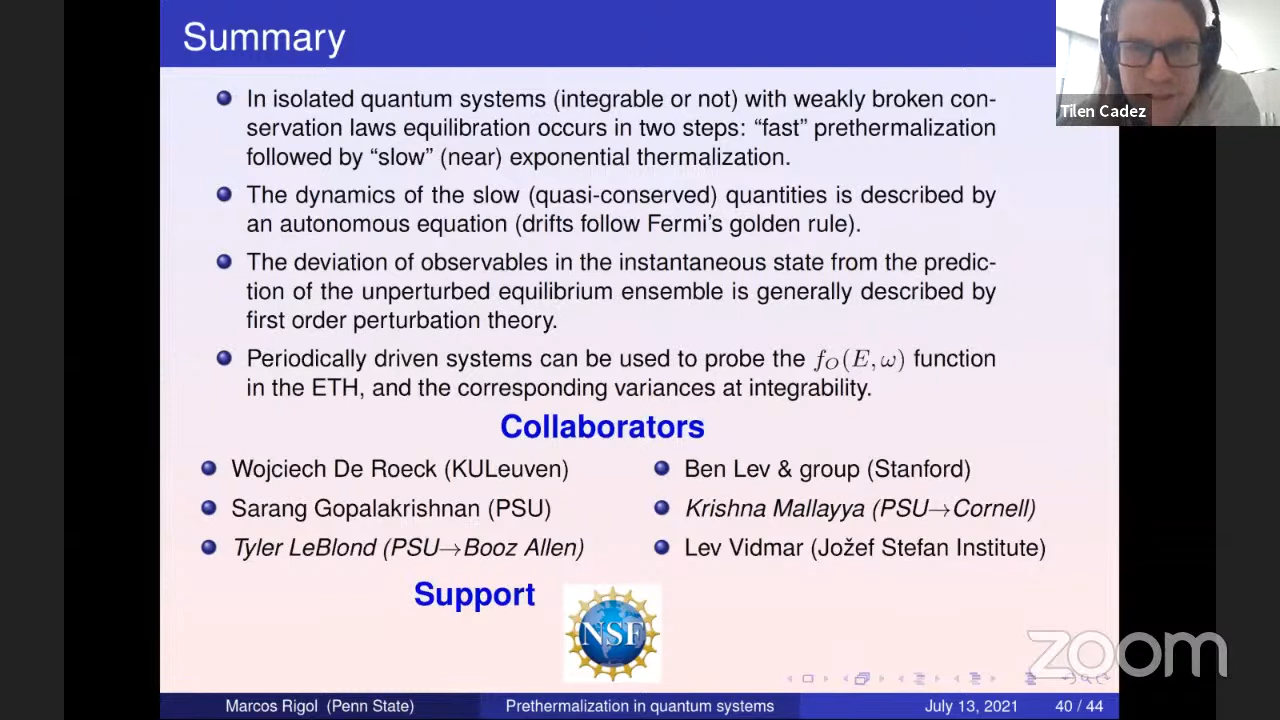 Summary
In isolated quantum systems (integrable or not) with weakly broken con-
servation laws equilibration occurs in two steps: “fast” prethermalization
followed by “slow” (near) exponential thermalization.
The dynamics of the slow (quasi-conserved) quantities is described by
an autonomous equation (drifts follow Fermi’s golden rule).
The deviation of observables in the instantaneous state from the predic-
tion of the unperturbed equilibrium ensemble is generally described by
first order perturbation theory.
Periodically driven systems can be used to probe the f_O(E, ω) function
in the ETH, and the corresponding variances at integrability.
Collaborators
Wojciech De Roeck (KULeuven)
Sarang Gopalakrishnan (PSU)
Tyler LeBlond (PSU→Booz Allen)
Ben Lev & group (Stanford)
Krishna Mallayya (PSU→Cornell)
Lev Vidmar (Jožef Stefan Institute)
Support
NSF
Marcos Rigol (Penn State) Prethermalization in quantum systems July 13, 2021 40 / 44
Tilen Cadez
zoom